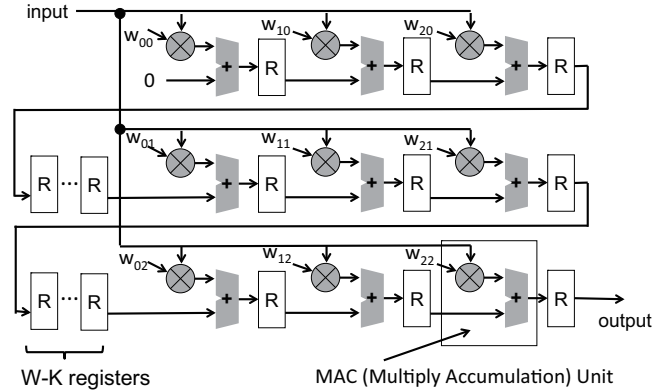 input
w00 w10 w20
0 + R + R + R
w01 w11 w21
R ... R + R + R + R
w02 w12 w22
R ... R + R + R + R
output
W-K registers MAC (Multiply Accumulation) Unit